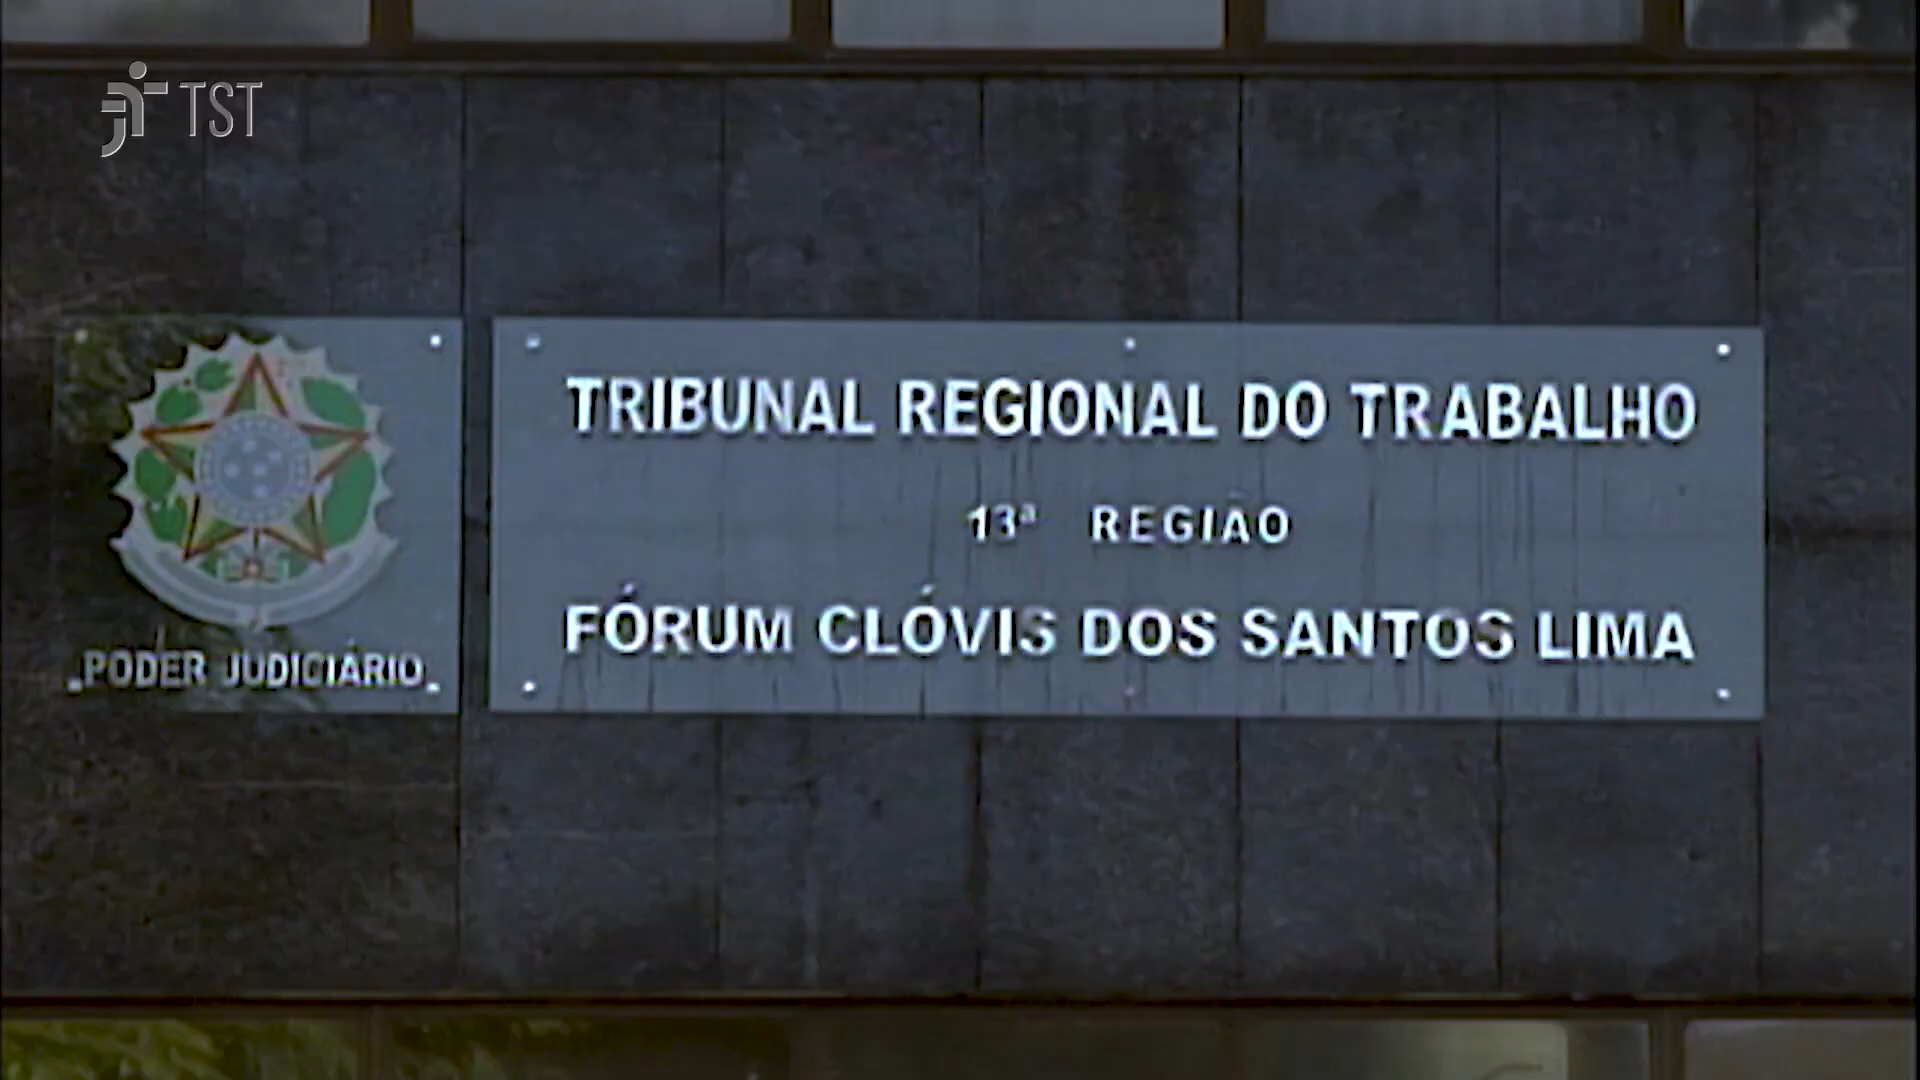 TST
TRIBUNAL REGIONAL DO TRABALHO
13ª REGIÃO
FÓRUM CLÓVIS DOS SANTOS LIMA
PODER JUDICIÁRIO